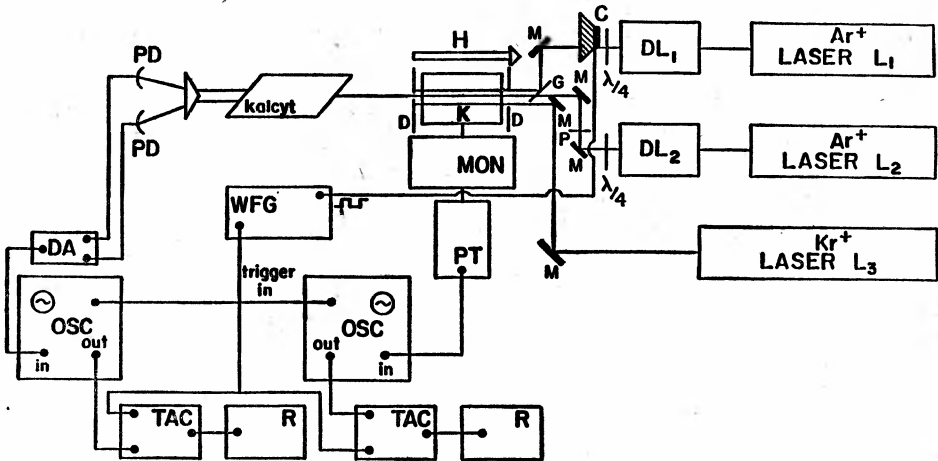 PD
PD
kalcyt
H
M
C
λ/4
DL₁
Ar⁺
LASER L₁
G
M
M
K
D
D
P
M
MON
λ/4
DL₂
Ar⁺
LASER L₂
WFG
PT
M
Kr⁺
LASER L₃
DA
trigger
in
OSC
out
in
OSC
out
in
TAC
R
TAC
R